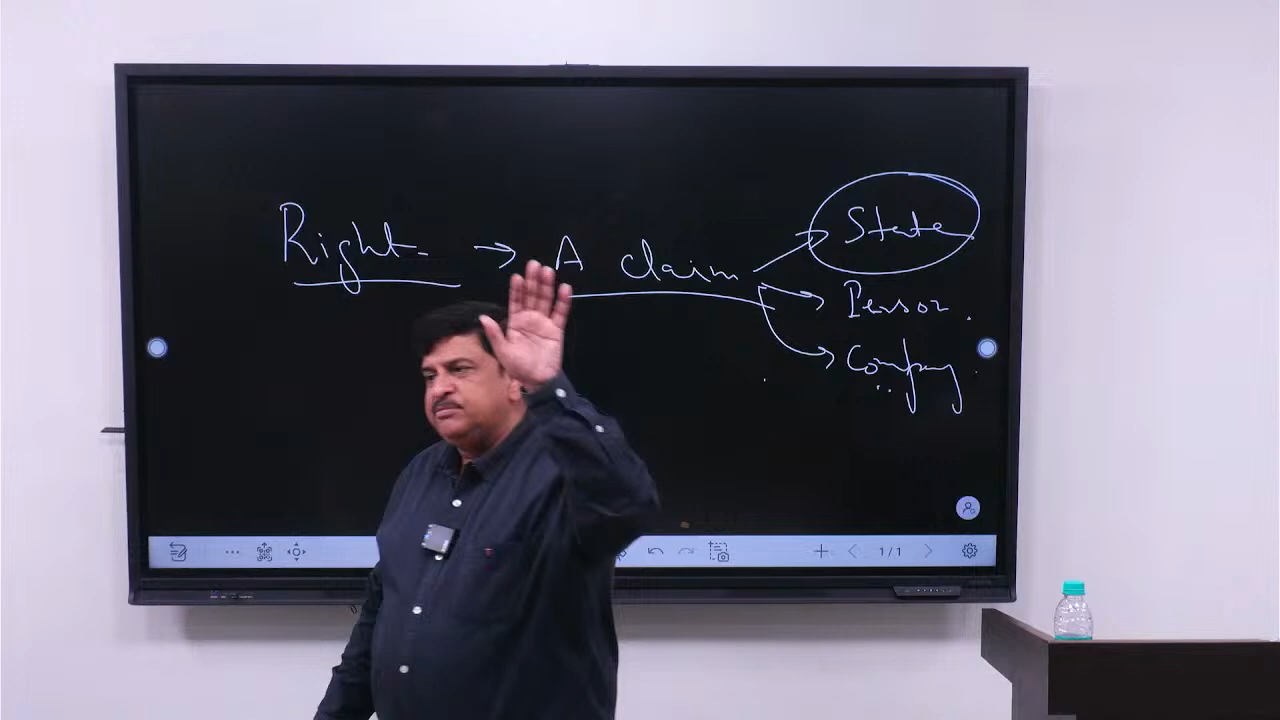 Right → A claim → State
→ Person
→ Company
1/1